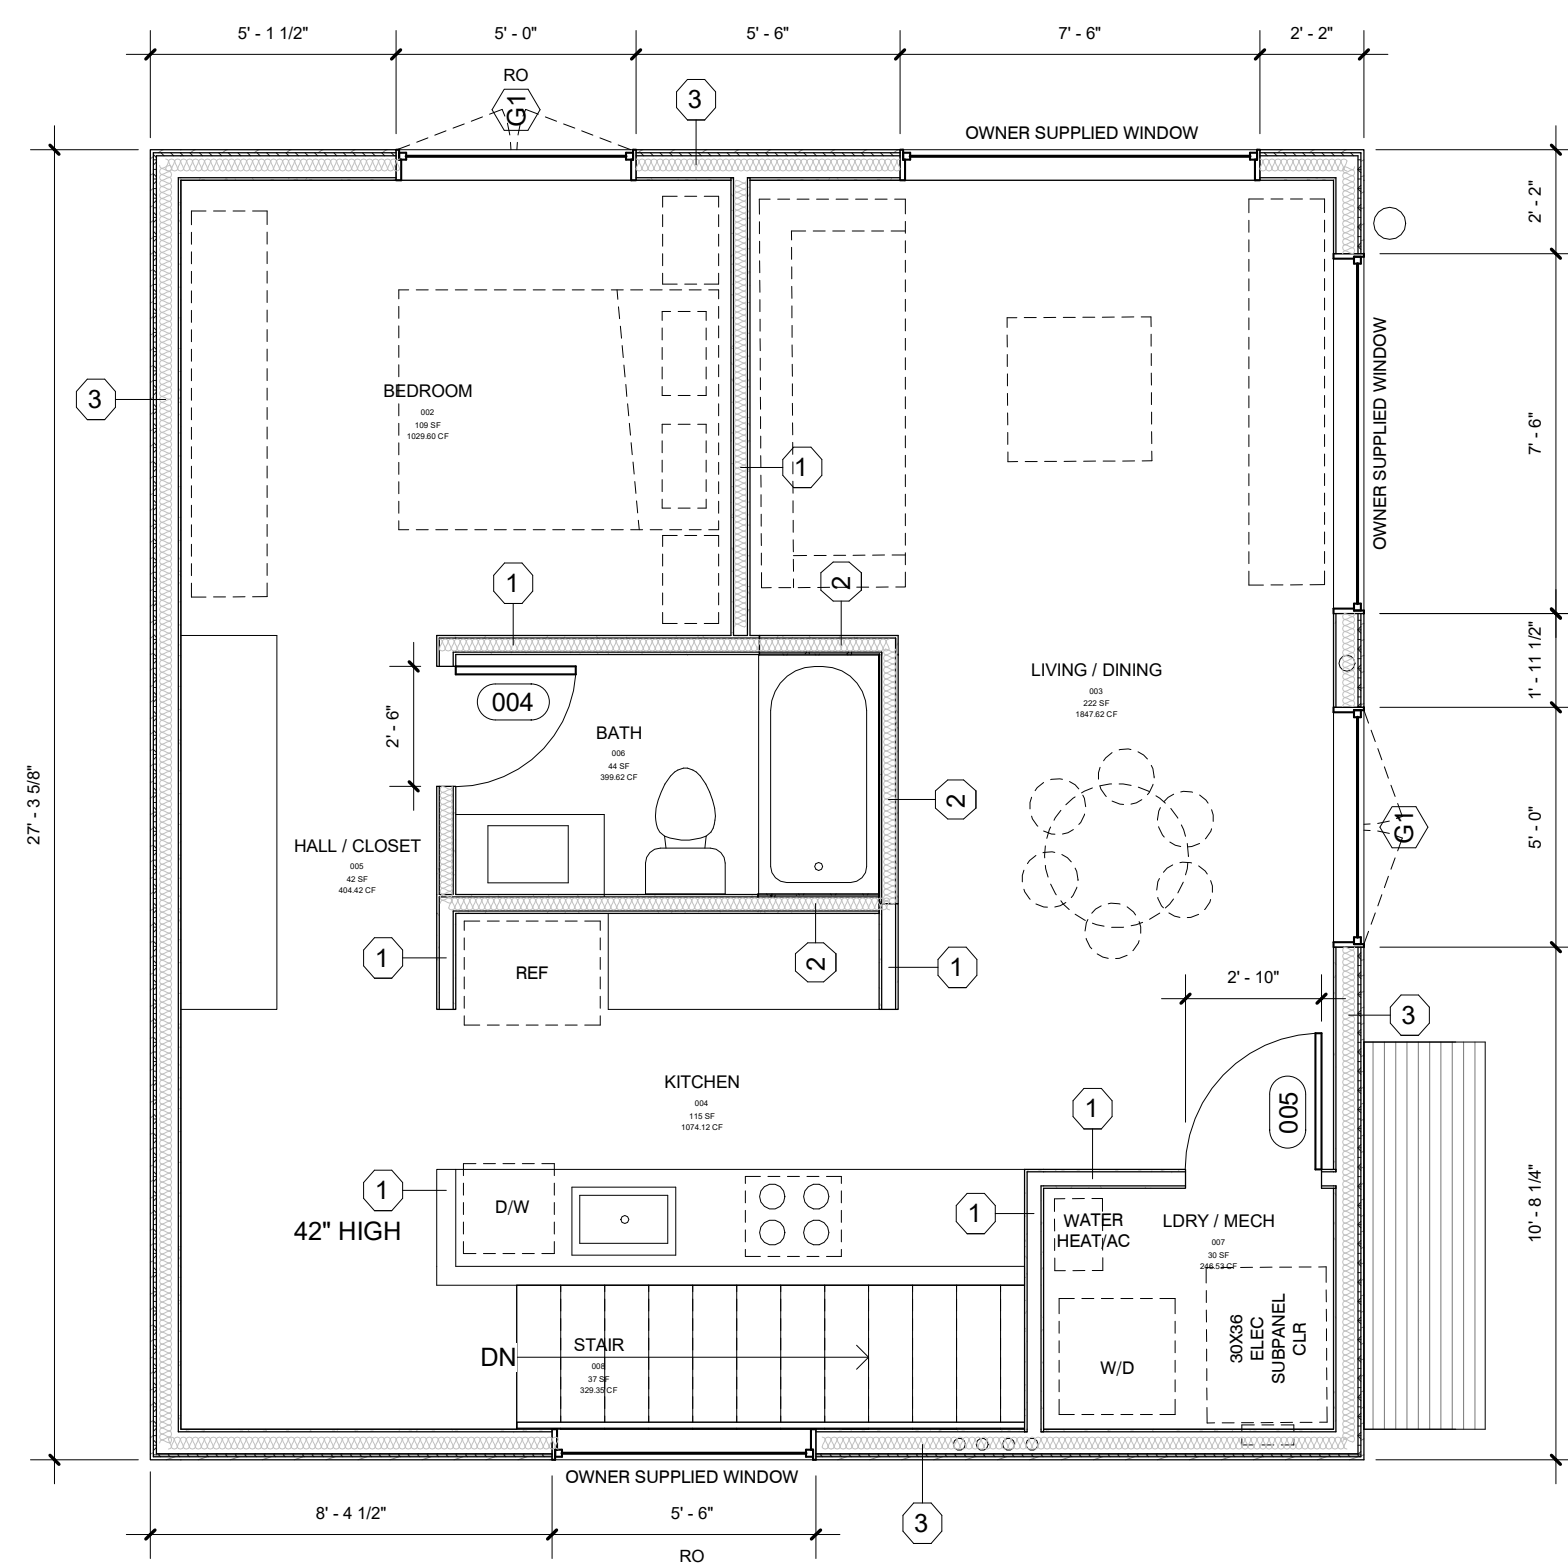 5' - 1 1/2"
5' - 0"
5' - 6"
7' - 6"
2' - 2"
RO
G1
3
OWNER SUPPLIED WINDOW
2' - 2"
OWNER SUPPLIED WINDOW
7' - 6"
3
BEDROOM
002
109 SF
1029.60 CF
1
1
2
LIVING / DINING
003
222 SF
1847.62 CF
1' - 11 1/2"
004
2' - 6"
BATH
006
44 SF
399.62 CF
2
27' - 3 5/8"
HALL / CLOSET
005
42 SF
404.42 CF
G1
5' - 0"
1
REF
2
1
2' - 10"
3
KITCHEN
004
115 SF
1074.12 CF
1
005
1
D/W
42" HIGH
1
WATER
HEAT/AC
LDRY / MECH
007
30 SF
246.53 CF
10' - 8 1/4"
30X36
ELEC
SUBPANEL
CLR
W/D
DN
STAIR
008
37 SF
329.35 CF
OWNER SUPPLIED WINDOW
8' - 4 1/2"
5' - 6"
RO
3